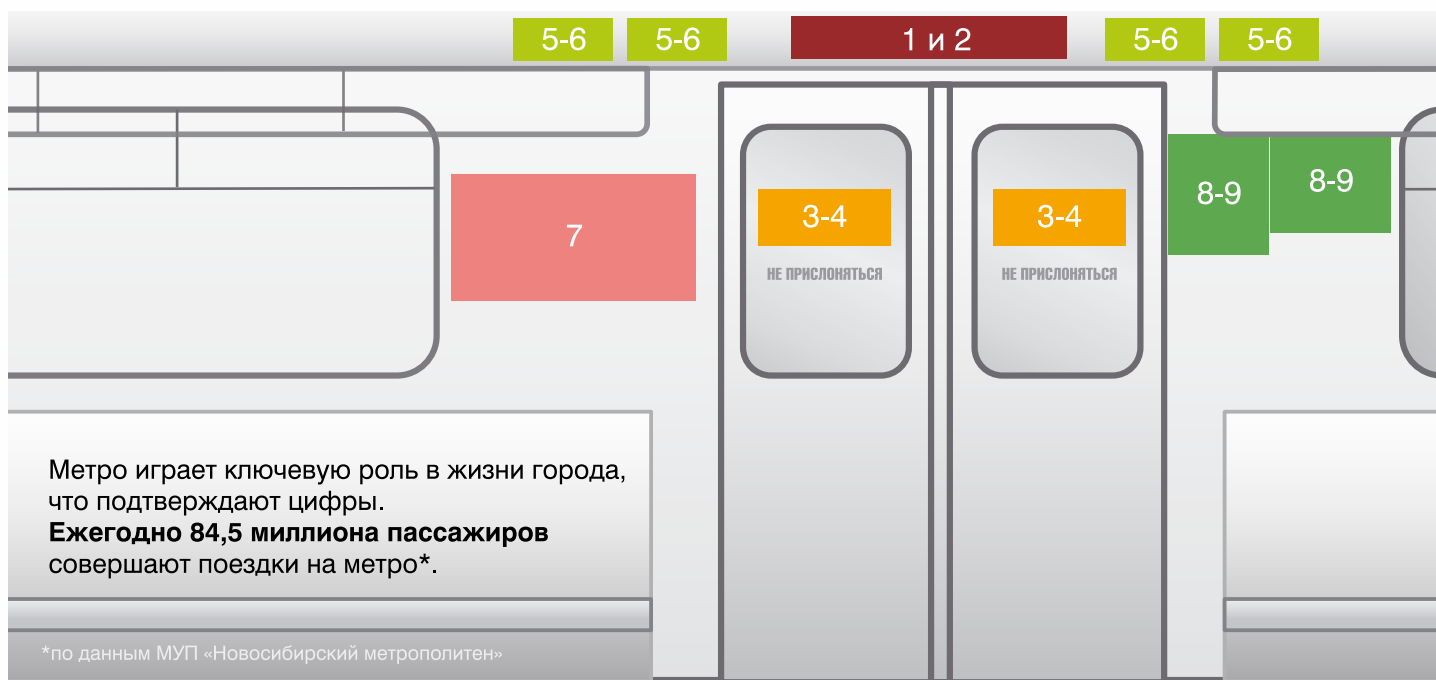 5-6 5-6 1 и 2 5-6 5-6
8-9 8-9
7 3-4 3-4
НЕ ПРИСЛОНЯТЬСЯ НЕ ПРИСЛОНЯТЬСЯ
Метро играет ключевую роль в жизни города,
что подтверждают цифры.
Ежегодно 84,5 миллиона пассажиров
совершают поездки на метро*.
*по данным МУП «Новосибирский метрополитен»